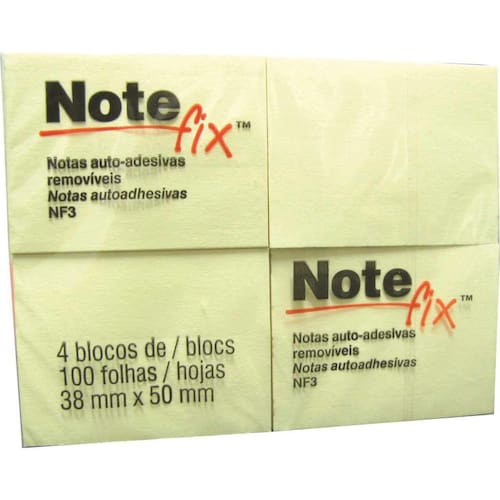 Note
fix™
Notas auto-adesivas
removíveis
Notas autoadhesivas
NF3
4 blocos de / blocs
100 folhas / hojas
38 mm x 50 mm
Note
fix™
Notas auto-adesivas
removíveis
Notas autoadhesivas
NF3